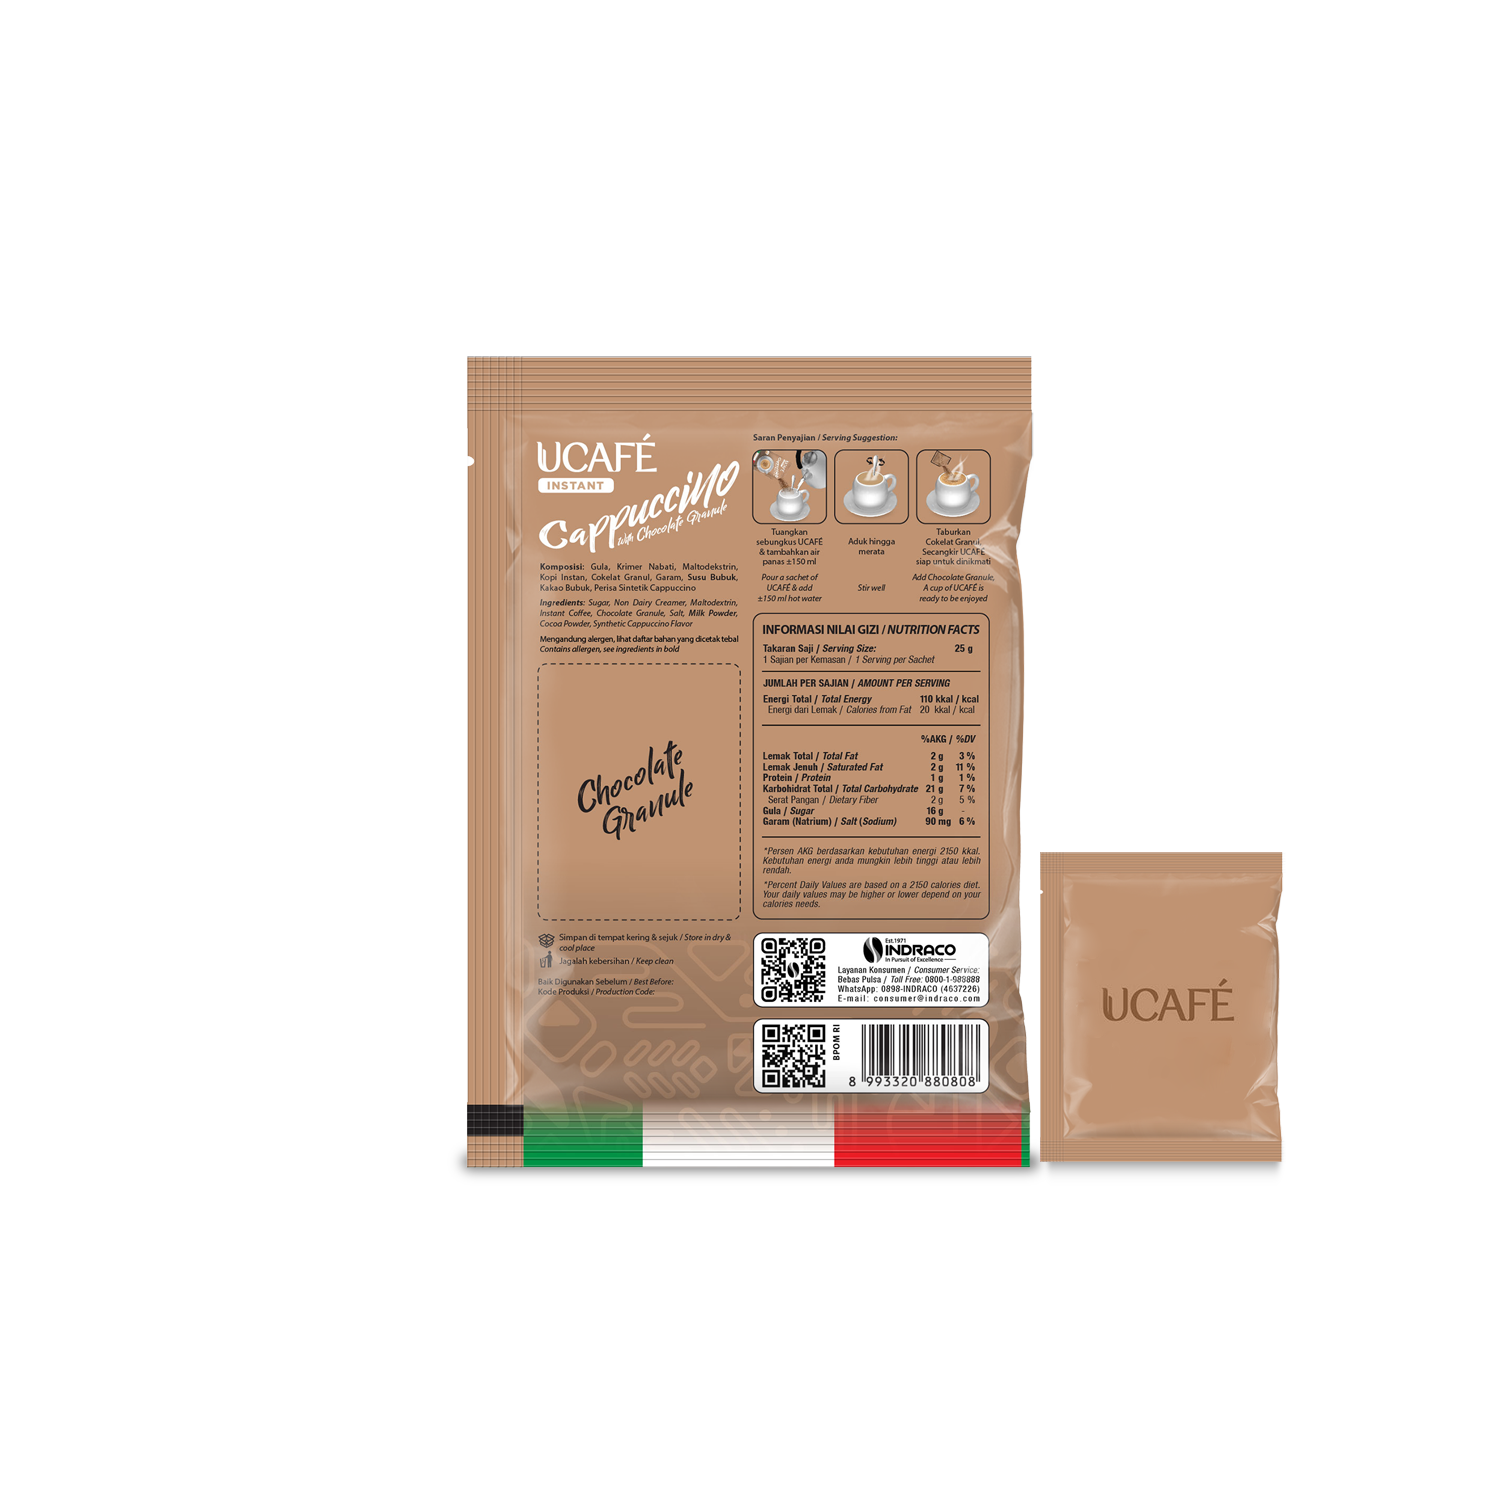 UCAFÉ
INSTANT
Cappuccino
with Chocolate Granule
Komposisi: Gula, Krimer Nabati, Maltodekstrin,
Kopi Instan, Cokelat Granul, Garam, Susu Bubuk,
Kakao Bubuk, Perisa Sintetik Cappuccino
Ingredients: Sugar, Non Dairy Creamer, Maltodextrin,
Instant Coffee, Chocolate Granule, Salt, Milk Powder,
Cocoa Powder, Synthetic Cappuccino Flavor
Mengandung alergen, lihat daftar bahan yang dicetak tebal
Contains allergen, see ingredients in bold
Chocolate
Granule
Simpan di tempat kering & sejuk / Store in dry &
cool place
Jagalah kebersihan / Keep clean
Baik Digunakan Sebelum / Best Before:
Kode Produksi / Production Code:
Saran Penyajian / Serving Suggestion:
Tuangkan
sebungkus UCAFÉ
& tambahkan air
panas ±150 ml
Pour a sachet of
UCAFÉ & add
±150 ml hot water
Aduk hingga
merata
Stir well
Taburkan
Cokelat Granul,
Secangkir UCAFÉ
siap untuk dinikmati
Add Chocolate Granule,
A cup of UCAFÉ is
ready to be enjoyed
INFORMASI NILAI GIZI / NUTRITION FACTS
Takaran Saji / Serving Size: 25 g
1 Sajian per Kemasan / 1 Serving per Sachet
JUMLAH PER SAJIAN / AMOUNT PER SERVING
Energi Total / Total Energy 110 kkal / kcal
Energi dari Lemak / Calories from Fat 20 kkal / kcal
%AKG / %DV
Lemak Total / Total Fat 2 g 3 %
Lemak Jenuh / Saturated Fat 2 g 11 %
Protein / Protein 1 g 1 %
Karbohidrat Total / Total Carbohydrate 21 g 7 %
Serat Pangan / Dietary Fiber 2 g 5 %
Gula / Sugar 16 g -
Garam (Natrium) / Salt (Sodium) 90 mg 6 %
*Persen AKG berdasarkan kebutuhan energi 2150 kkal.
Kebutuhan energi anda mungkin lebih tinggi atau lebih
rendah.
*Percent Daily Values are based on a 2150 calories diet.
Your daily values may be higher or lower depend on your
calories needs.
Est.1971
INDRACO
In Pursuit of Excellence
Layanan Konsumen / Consumer Service:
Bebas Pulsa / Toll Free: 0800-1-989888
WhatsApp: 0898-INDRACO (4637226)
E-mail: consumer@indraco.com
BPOM RI
8 993320 880808
UCAFÉ